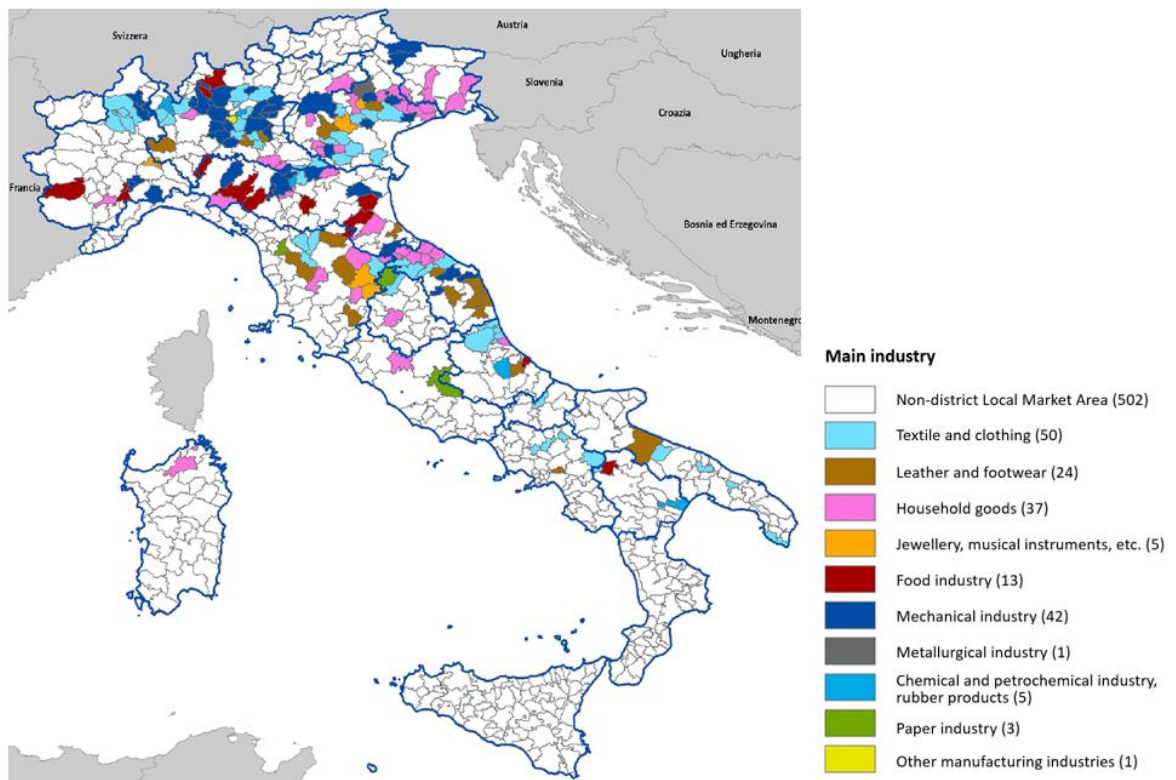 Svizzera
Austria
Ungheria
Slovenia
Croazia
Francia
Bosnia ed Erzegovina
Montenegro
Main industry
Non-district Local Market Area (502)
Textile and clothing (50)
Leather and footwear (24)
Household goods (37)
Jewellery, musical instruments, etc. (5)
Food industry (13)
Mechanical industry (42)
Metallurgical industry (1)
Chemical and petrochemical industry,
rubber products (5)
Paper industry (3)
Other manufacturing industries (1)